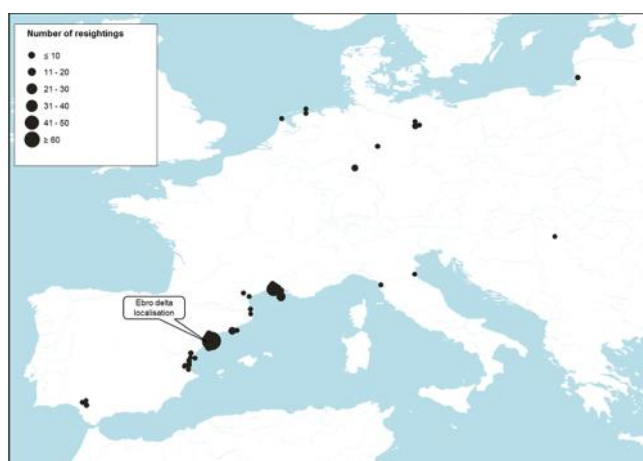 Number of resightings
≤ 10
11 - 20
21 - 30
31 - 40
41 - 50
≥ 60
Ebro delta
localisation